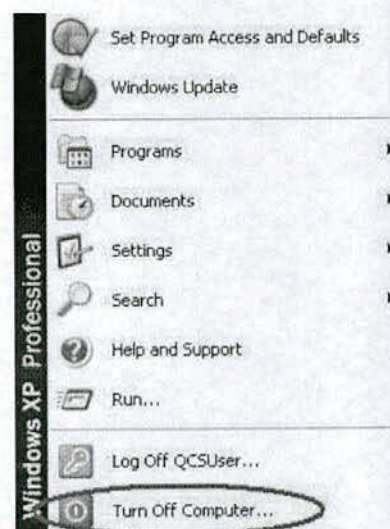 Set Program Access and Defaults
Windows Update
Programs
Documents
Settings
Search
Help and Support
Run...
Log Off QCSUser...
Turn Off Computer...
Windows XP Professional